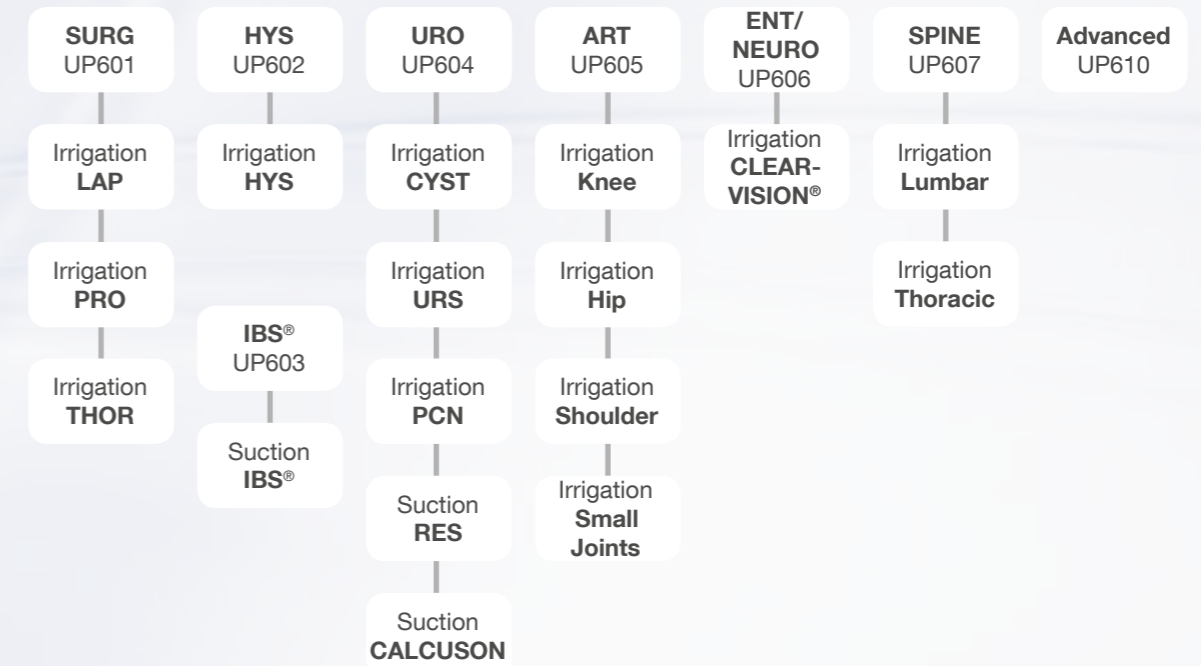 SURG
UP601
Irrigation
LAP
Irrigation
PRO
Irrigation
THOR
HYS
UP602
Irrigation
HYS
IBS®
UP603
Suction
IBS®
URO
UP604
Irrigation
CYST
Irrigation
URS
Irrigation
PCN
Suction
RES
Suction
CALCUSON
ART
UP605
Irrigation
Knee
Irrigation
Hip
Irrigation
Shoulder
Irrigation
Small
Joints
ENT/
NEURO
UP606
Irrigation
CLEAR-
VISION®
SPINE
UP607
Irrigation
Lumbar
Irrigation
Thoracic
Advanced
UP610